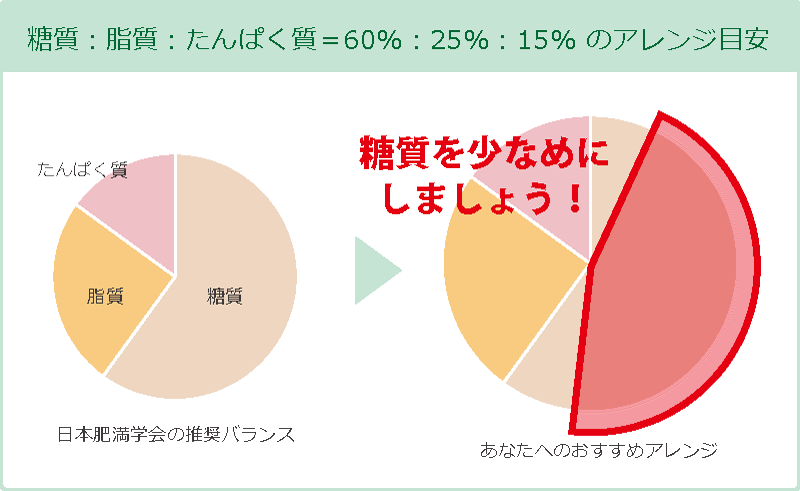 糖質：脂質：たんぱく質＝60%：25%：15% のアレンジ目安
たんぱく質
脂質
糖質
日本肥満学会の推奨バランス
糖質を少なめに
しましょう！
あなたへのおすすめアレンジ